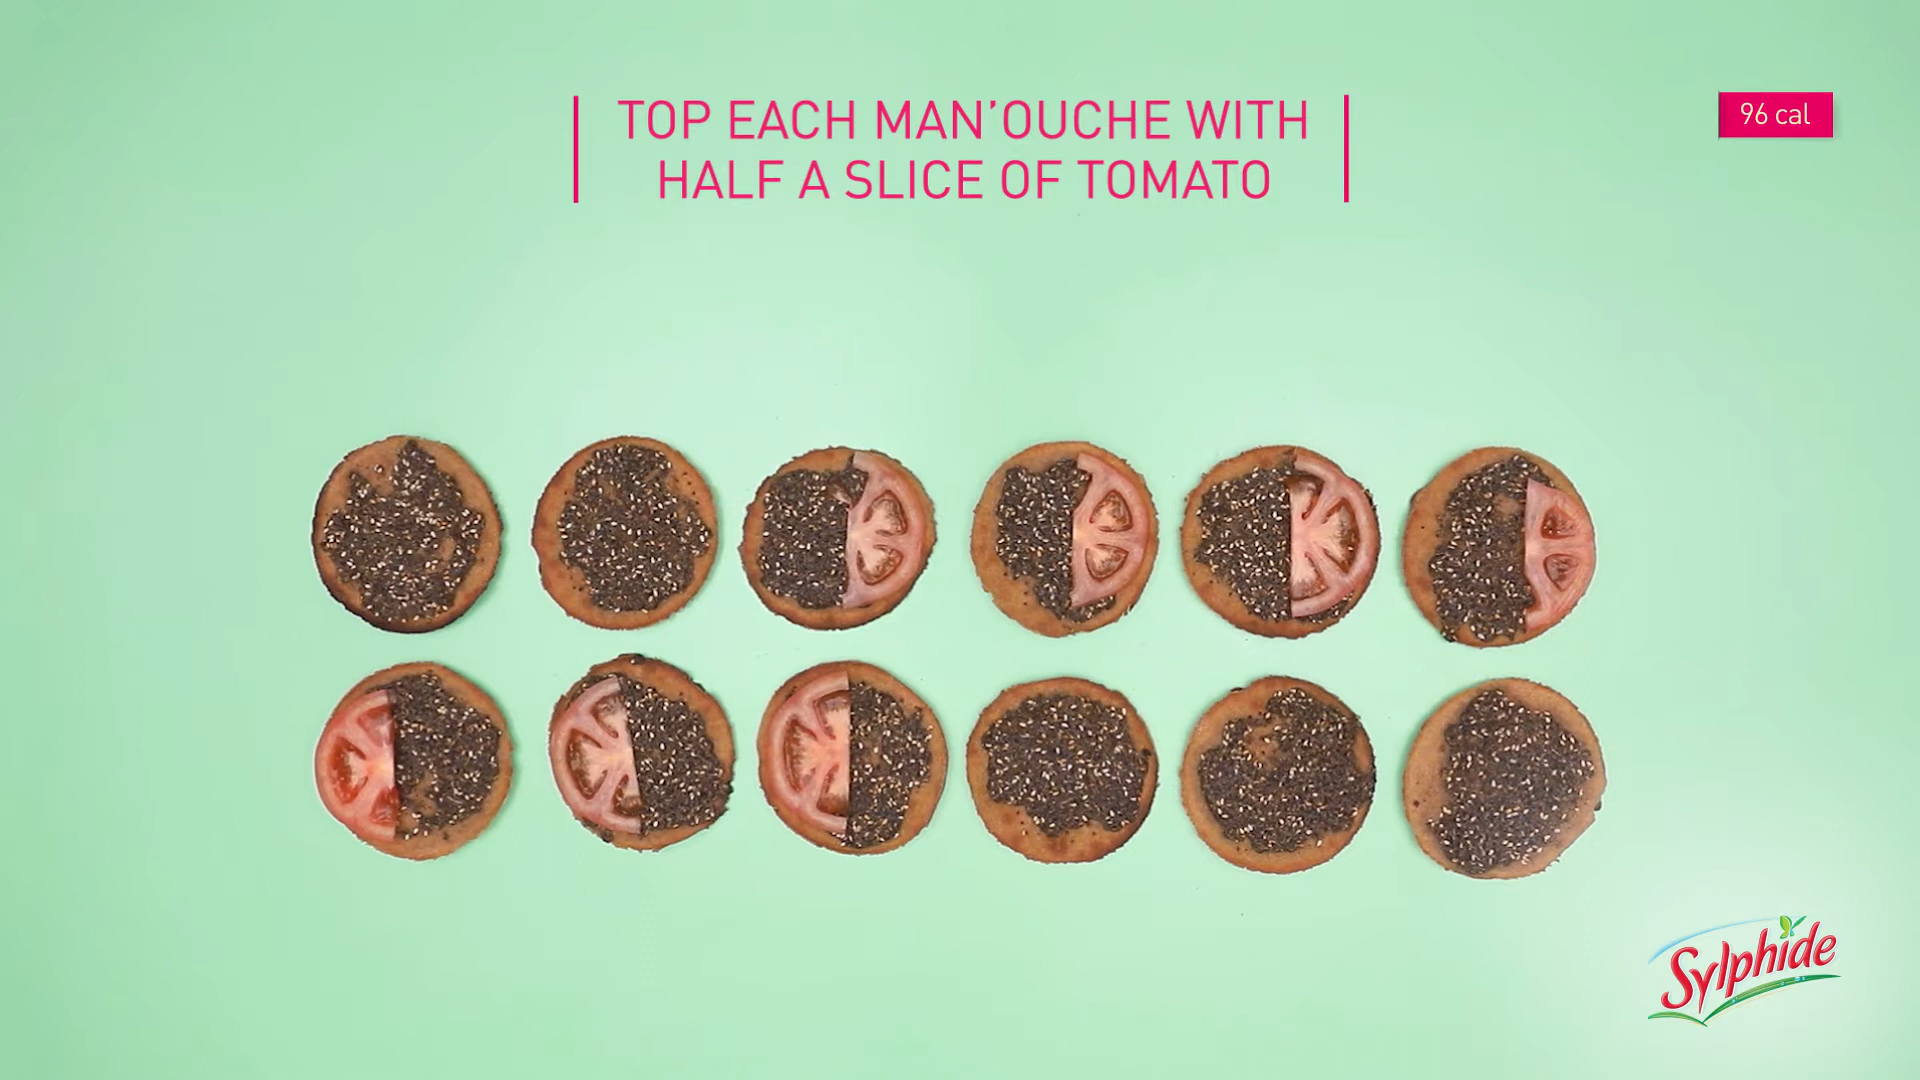 TOP EACH MAN’OUCHE WITH
HALF A SLICE OF TOMATO
96 cal
Sylphide